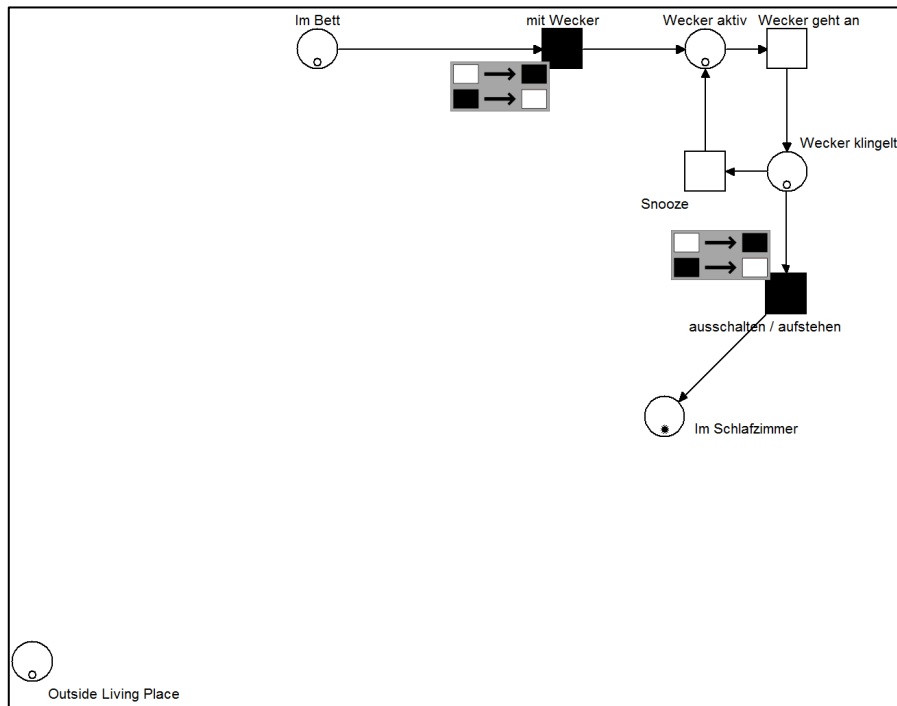 Im Bett
mit Wecker
Wecker aktiv
Wecker geht an
Wecker klingelt
Snooze
ausschalten / aufstehen
Im Schlafzimmer
Outside Living Place